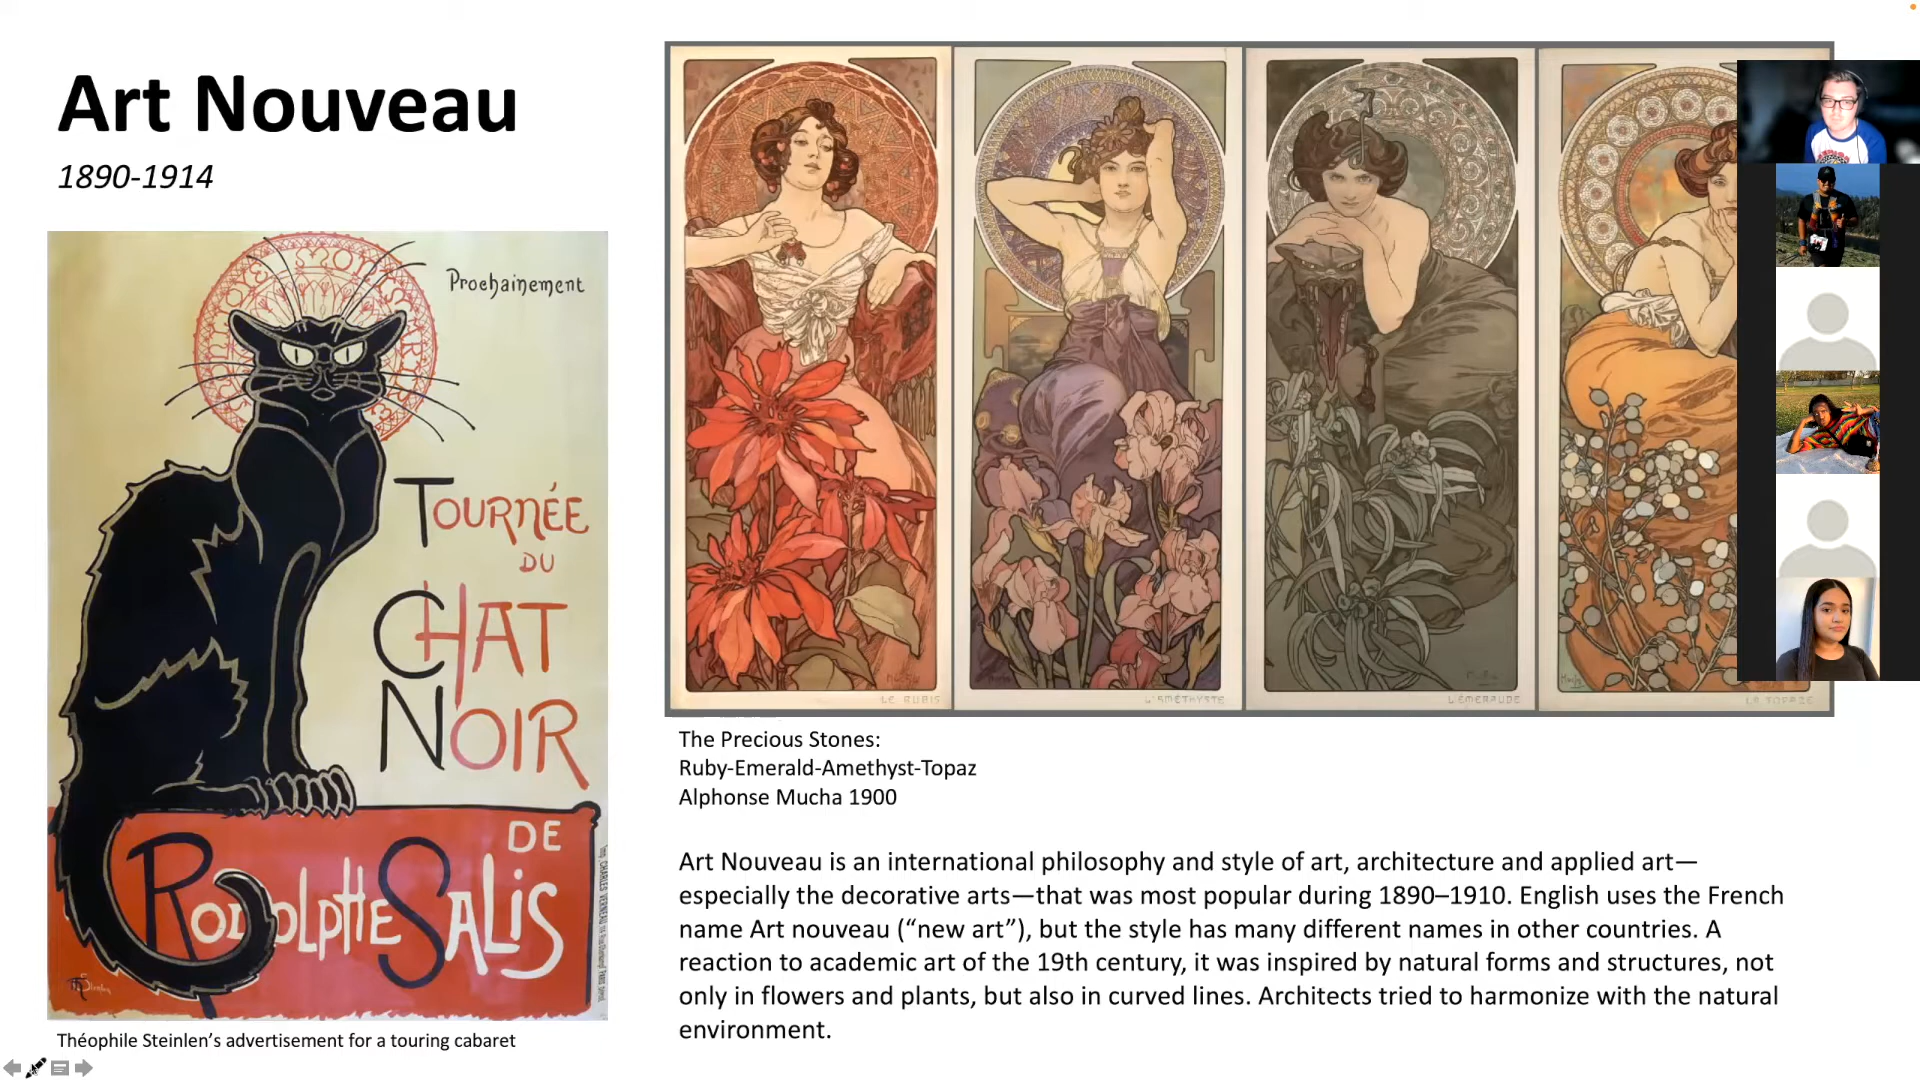 Art Nouveau
1890-1914
Prochainement
TOURNÉE
DU
CHAT
NOIR
DE
RODOLPHE SALIS
Steinlen
Théophile Steinlen’s advertisement for a touring cabaret
LE RUBIS
L'AMÉTHYSTE
L'ÉMERAUDE
LA TOPAZE
The Precious Stones:
Ruby-Emerald-Amethyst-Topaz
Alphonse Mucha 1900
Art Nouveau is an international philosophy and style of art, architecture and applied art—
especially the decorative arts—that was most popular during 1890–1910. English uses the French
name Art nouveau (“new art”), but the style has many different names in other countries. A
reaction to academic art of the 19th century, it was inspired by natural forms and structures, not
only in flowers and plants, but also in curved lines. Architects tried to harmonize with the natural
environment.